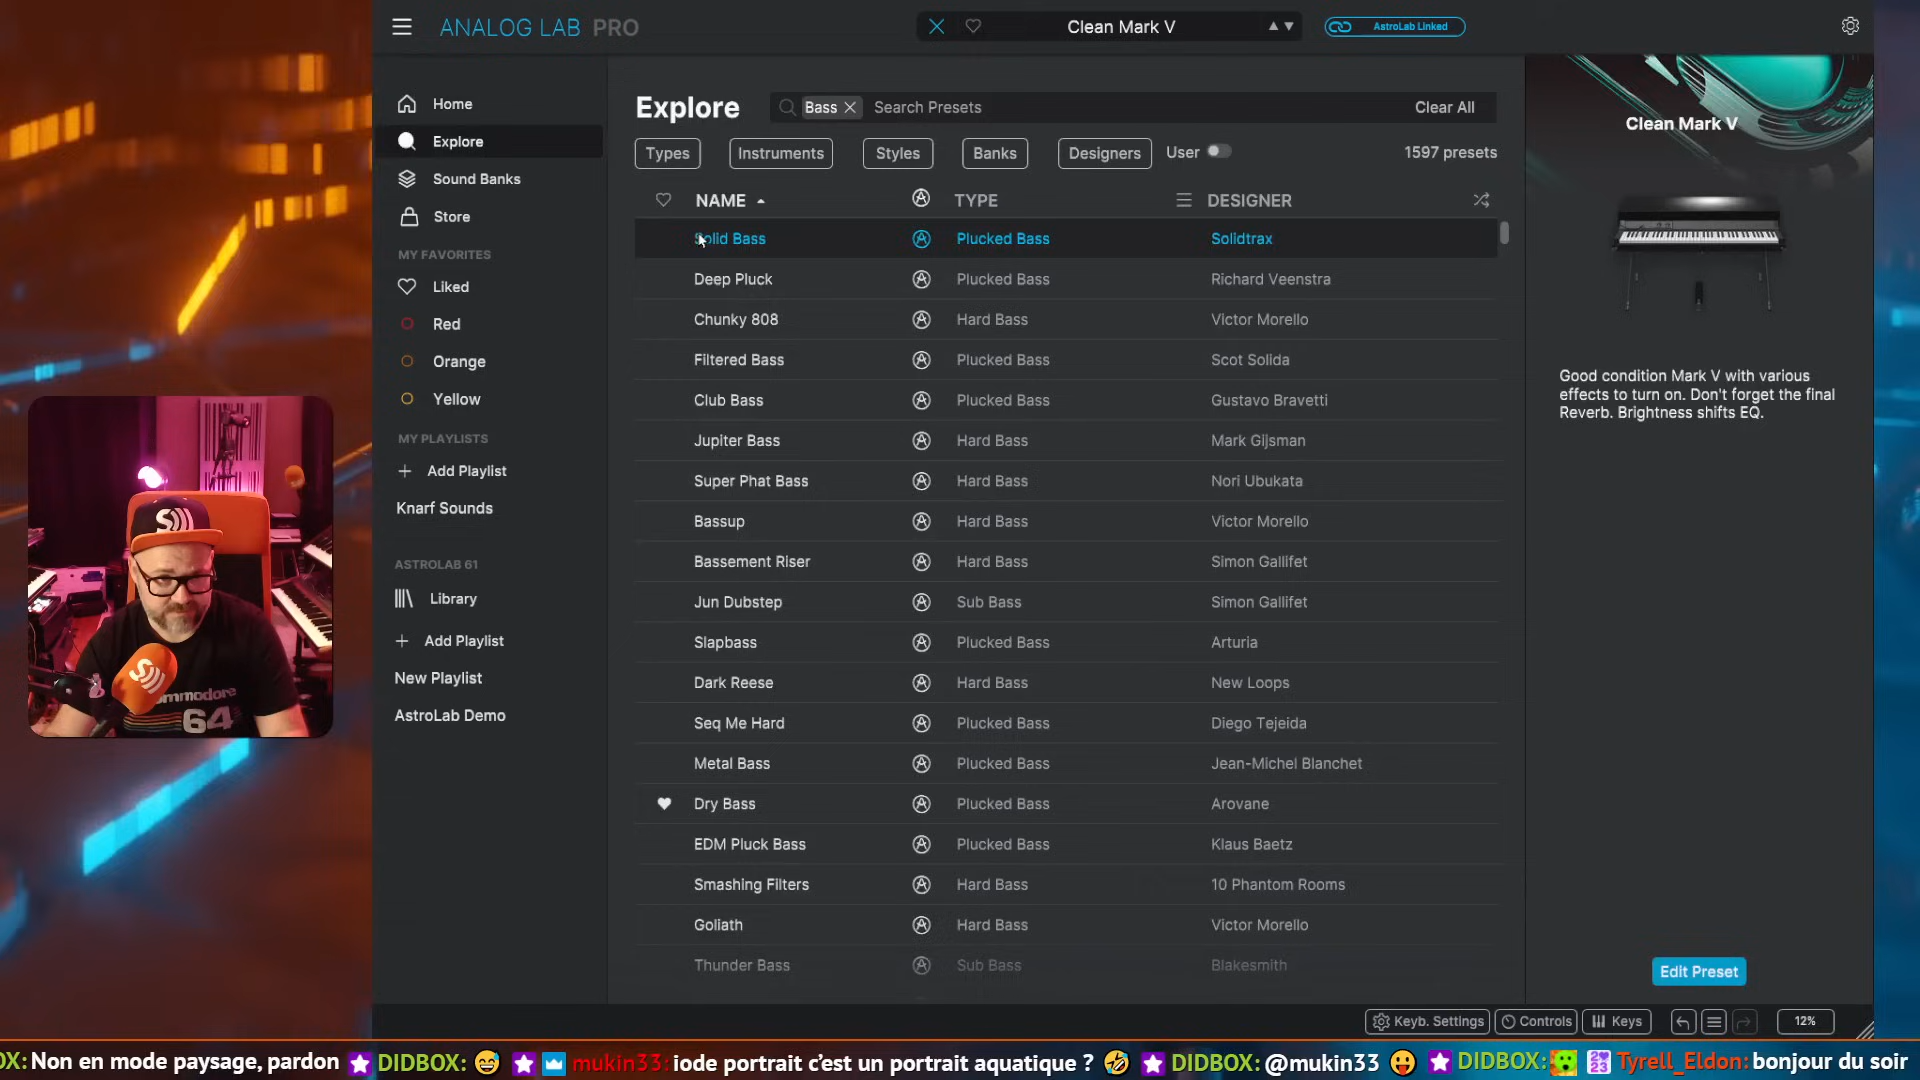 ANALOG LAB PRO
Clean Mark V
AstroLab Linked
Home
Explore
Sound Banks
Store
MY FAVORITES
Liked
Red
Orange
Yellow
MY PLAYLISTS
Add Playlist
Knarf Sounds
ASTROLAB 61
Library
Add Playlist
New Playlist
AstroLab Demo
Explore
Bass
Search Presets
Clear All
Types
Instruments
Styles
Banks
Designers
User
1597 presets
NAME TYPE DESIGNER
Solid Bass Plucked Bass Solidtrax
Deep Pluck Plucked Bass Richard Veenstra
Chunky 808 Hard Bass Victor Morello
Filtered Bass Plucked Bass Scot Solida
Club Bass Plucked Bass Gustavo Bravetti
Jupiter Bass Hard Bass Mark Gijsman
Super Phat Bass Hard Bass Nori Ubukata
Bassup Hard Bass Victor Morello
Bassement Riser Hard Bass Simon Gallifet
Jun Dubstep Sub Bass Simon Gallifet
Slapbass Plucked Bass Arturia
Dark Reese Hard Bass New Loops
Seq Me Hard Plucked Bass Diego Tejeida
Metal Bass Plucked Bass Jean-Michel Blanchet
Dry Bass Plucked Bass Arovane
EDM Pluck Bass Plucked Bass Klaus Baetz
Smashing Filters Hard Bass 10 Phantom Rooms
Goliath Hard Bass Victor Morello
Thunder Bass Sub Bass Blakesmith
Clean Mark V
Good condition Mark V with various
effects to turn on. Don't forget the final
Reverb. Brightness shifts EQ.
Edit Preset
Keyb. Settings
Controls
Keys
12%
ommodore
64
OX: Non en mode paysage, pardon DIDBOX: 😅 mukin33: iode portrait c'est un portrait aquatique ? 🤣 DIDBOX: @mukin33 😛 DIDBOX: Tyrell_Eldon: bonjour du soir